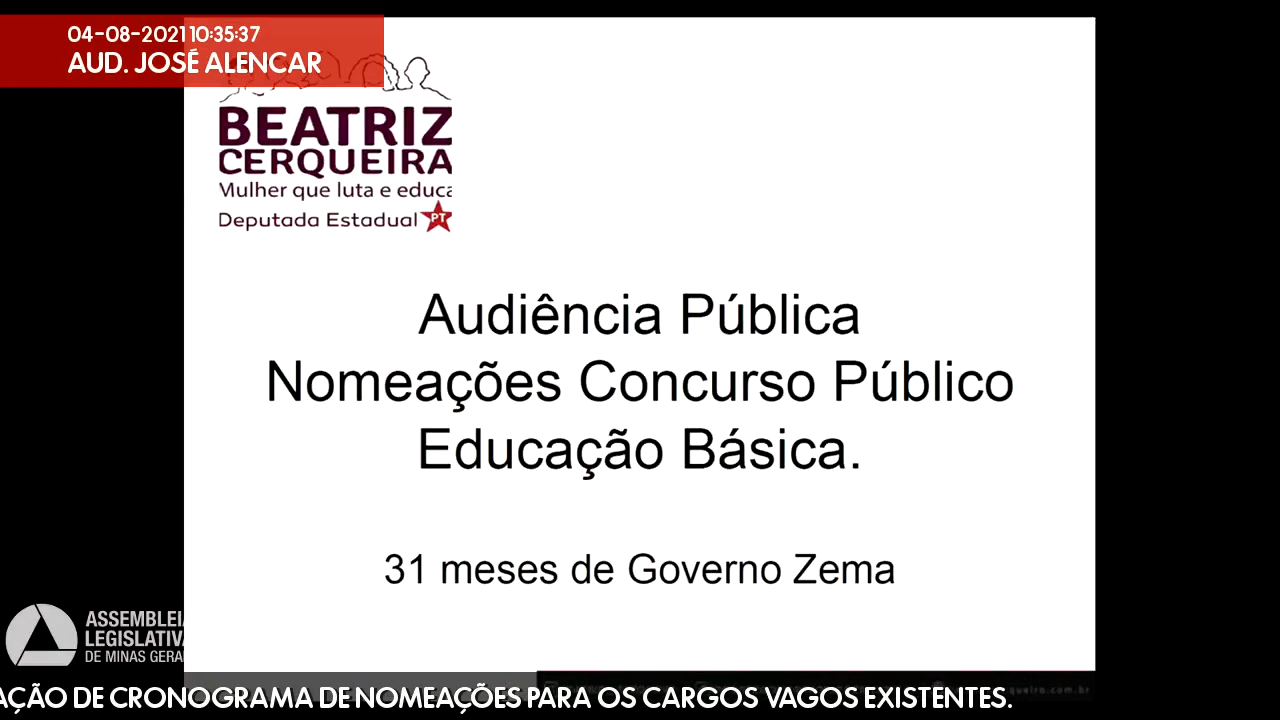 04-08-2021 10:35:37
AUD. JOSÉ ALENCAR
BEATRIZ
CERQUEIRA
Mulher que luta e educa
Deputada Estadual PT
Audiência Pública
Nomeações Concurso Público
Educação Básica.
31 meses de Governo Zema
ASSEMBLEIA
LEGISLATIVA
DE MINAS GERAI
AÇÃO DE CRONOGRAMA DE NOMEAÇÕES PARA OS CARGOS VAGOS EXISTENTES.